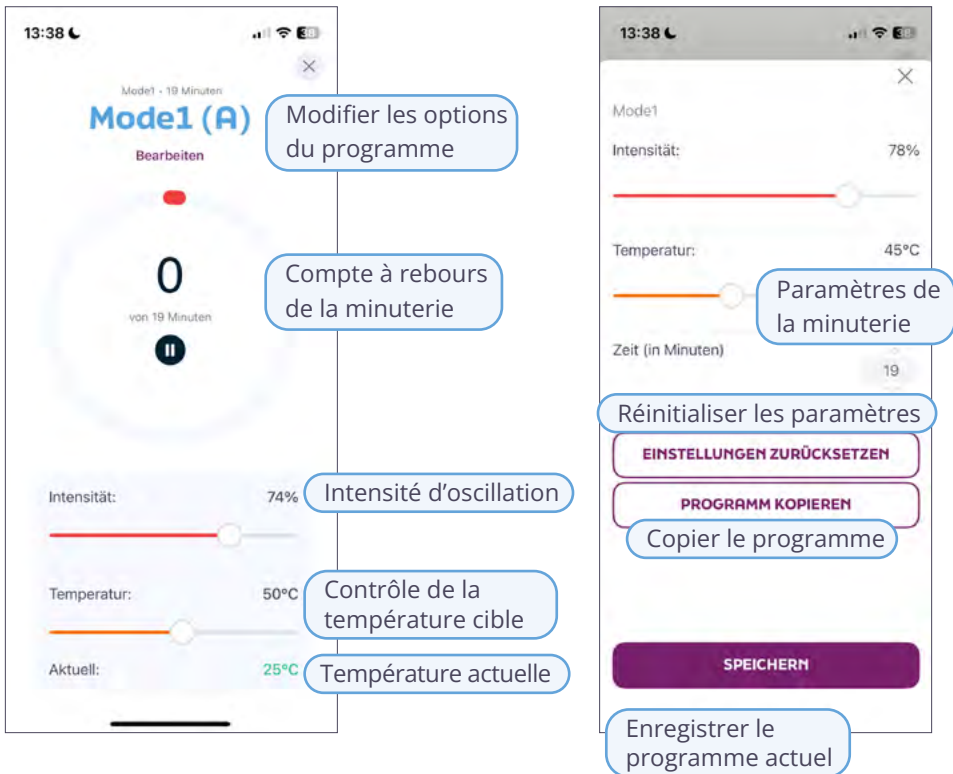 13:38
Mode1 - 19 Minuten
Mode1 (A)
Bearbeiten
Modifier les options
du programme
0
von 19 Minuten
Compte à rebours
de la minuterie
Intensität:
74%
Intensité d’oscillation
Temperatur:
50°C
Contrôle de la
température cible
Aktuell:
25°C
Température actuelle
13:38
Mode1
Intensität:
78%
Temperatur:
45°C
Paramètres de
la minuterie
Zeit (in Minuten)
19
Réinitialiser les paramètres
EINSTELLUNGEN ZURÜCKSETZEN
PROGRAMM KOPIEREN
Copier le programme
SPEICHERN
Enregistrer le
programme actuel